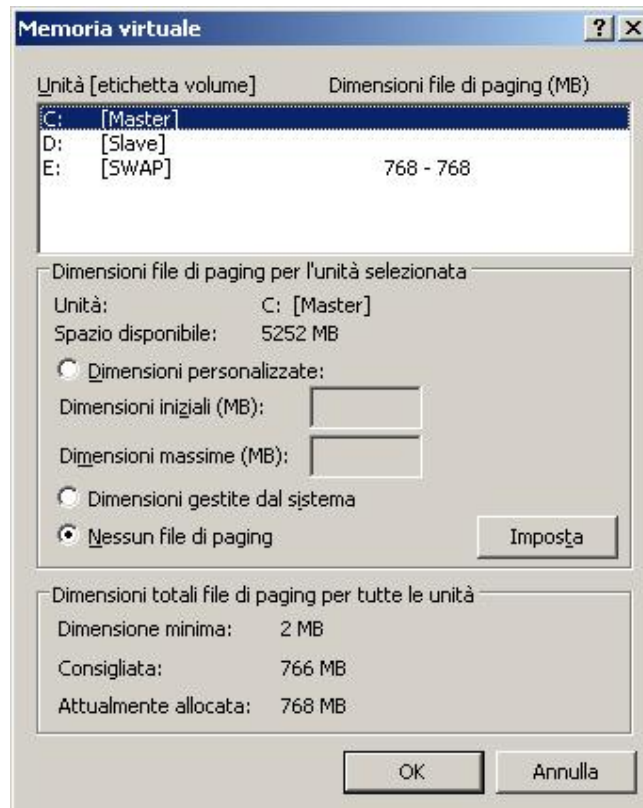 Memoria virtuale
Unità [etichetta volume] Dimensioni file di paging (MB)
C: [Master]
D: [Slave]
E: [SWAP] 768 - 768
Dimensioni file di paging per l'unità selezionata
Unità: C: [Master]
Spazio disponibile: 5252 MB
Dimensioni personalizzate:
Dimensioni iniziali (MB):
Dimensioni massime (MB):
Dimensioni gestite dal sistema
Nessun file di paging Imposta
Dimensioni totali file di paging per tutte le unità
Dimensione minima: 2 MB
Consigliata: 766 MB
Attualmente allocata: 768 MB
OK Annulla